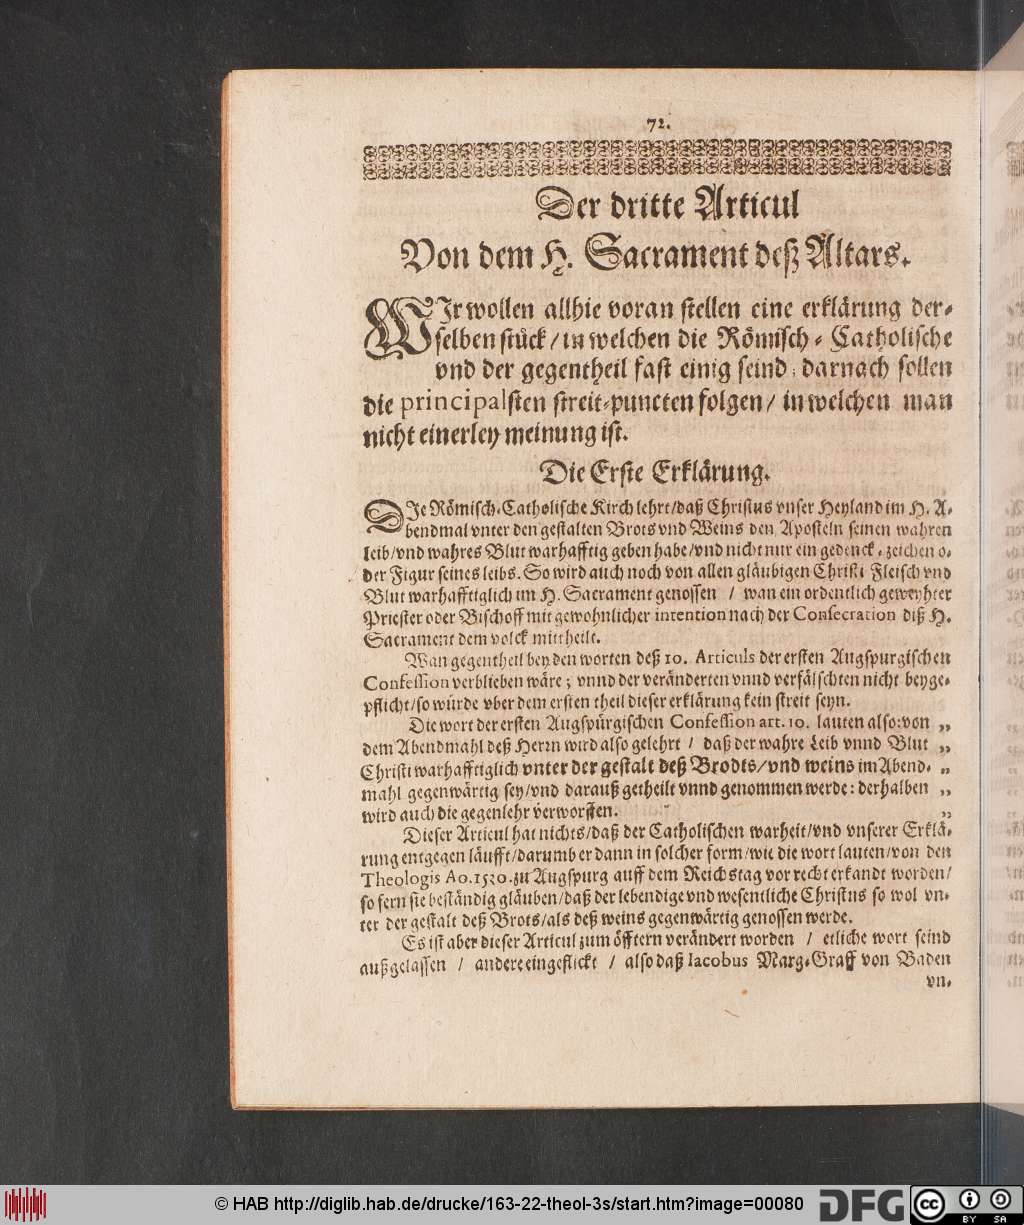 72.
Der dritte Articul
Von dem H. Sacrament deß Altars.
WIr wollen allhie voran stellen eine erklärung der-
selben stůck / in welchen die Römisch - Catholische
vnd der gegentheil fast einig seind, darnach sollen
die principalsten streit-puncten folgen / in welchen man
nicht einerley meinung ist.
Die Erste Erklärung.
DJe Römisch-Catholische Kirch lehrt/daß Christus vnser Heyland im H. A-
bendmal vnter den gestalten Brots vnd Weins den Aposteln seinen wahren
leib/vnd wahres Blut warhafftig geben habe/vnd nicht nur ein gedenck-zeichen o-
der Figur seines leibs. So wird auch noch von allen gläubigen Christi Fleisch vnd
Blut warhafftiglich im H. Sacrament genossen / wan ein ordentlich geweyhter
Priester oder Bischoff mit gewohnlicher intention nach der Consecration diß H.
Sacrament dem volck mittheilt.
Wan gegentheil bey den worten deß 10. Articuls der ersten Augspurgischen
Confession verblieben wäre; vnnd der veränderten vnnd verfälschten nicht beyge-
pflicht/so würde vber dem ersten theil dieser erklärung kein streit seyn.
Die wort der ersten Augspürgischen Confession art. 10. lauten also:von „
dem Abendmahl deß Herrn wird also gelehrt / daß der wahre Leib vnnd Blut „
Christi warhafftiglich vnter der gestalt deß Brodts/vnd weins im Abend- „
mahl gegenwärtig sey/vnd darauß getheilt vnnd genommen werde: derhalben „
wird auch die gegenlehr verworffen. „
Dieser Articul hat nichts/daß der Catholischen warheit/vnd vnserer Erklä-
rung entgegen läufft/darumb er dann in solcher form/wie die wort lauten/von den
Theologis Ao. 1530. zu Augspurg auff dem Reichstag vor recht erkandt worden/
so fern sie beständig gläuben/daß der lebendige vnd wesentliche Christus so wol vn-
ter der gestalt deß Brots/als deß weins gegenwärtig genossen werde.
Es ist aber dieser Articul zum öfftern verändert worden / etliche wort seind
außgelassen / andere eingeflickt / also daß Iacobus Marg-Graff von Baden
vn-
© HAB http://diglib.hab.de/drucke/163-22-theol-3s/start.htm?image=00080
DFG
cc BY SA